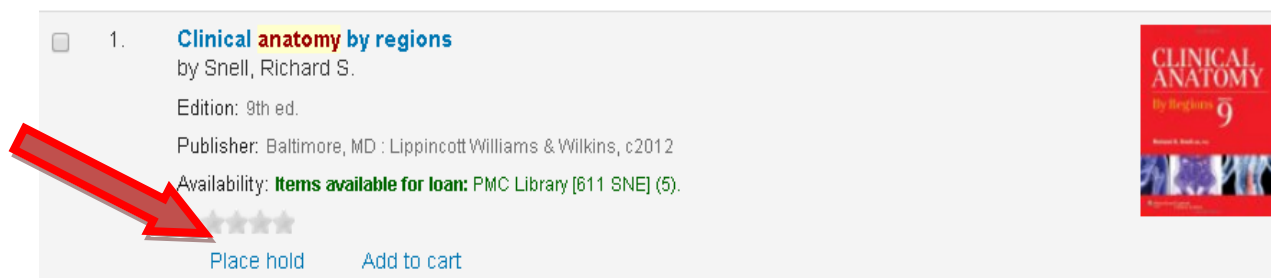 1. Clinical anatomy by regions
by Snell, Richard S.
Edition: 9th ed.
Publisher: Baltimore, MD : Lippincott Williams & Wilkins, c2012
Availability: Items available for loan: PMC Library [611 SNE] (5).
Place hold Add to cart
CLINICAL
ANATOMY
By Regions 9